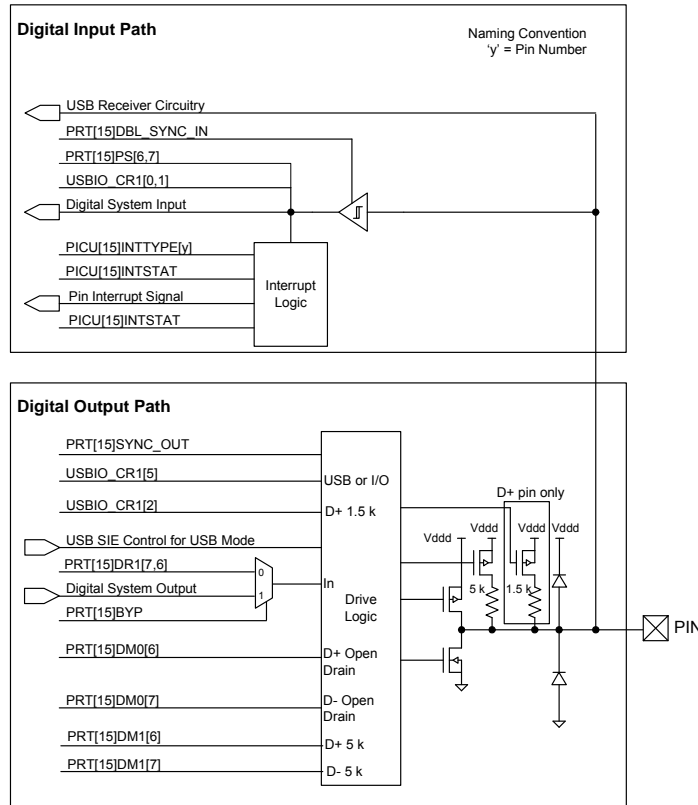 Digital Input Path
Naming Convention
'y' = Pin Number
USB Receiver Circuitry
PRT[15]DBL_SYNC_IN
PRT[15]PS[6,7]
USBIO_CR1[0,1]
Digital System Input
PICU[15]INTTYPE[y]
PICU[15]INTSTAT
Pin Interrupt Signal
PICU[15]INTSTAT
Interrupt
Logic
Digital Output Path
PRT[15]SYNC_OUT
USBIO_CR1[5]
USB or I/O
USBIO_CR1[2]
D+ 1.5 k
D+ pin only
USB SIE Control for USB Mode
Vddd
Vddd
Vddd
Vddd
PRT[15]DR1[7,6]
0
Digital System Output
1
PRT[15]BYP
In
Drive
Logic
5 k
1.5 k
PIN
PRT[15]DM0[6]
D+ Open
Drain
PRT[15]DM0[7]
D- Open
Drain
PRT[15]DM1[6]
D+ 5 k
PRT[15]DM1[7]
D- 5 k